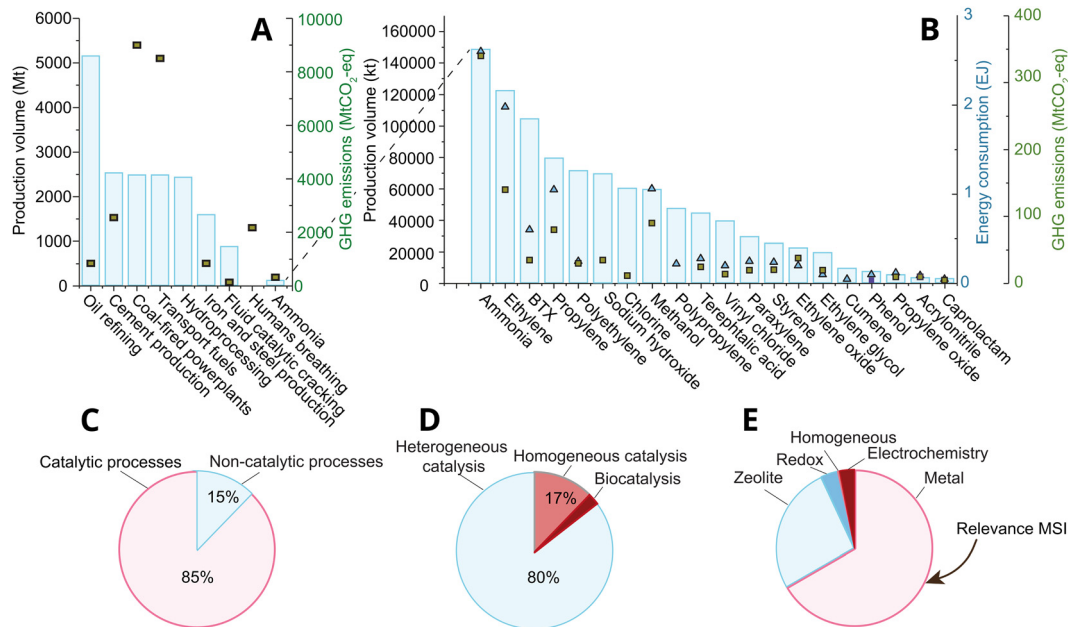 A
Production volume (Mt)
6000
5000
4000
3000
2000
1000
0
GHG emissions (MtCO2-eq)
10000
8000
6000
4000
2000
0
Oil refining
Cement production
Coal-fired powerplants
Transport fuels
Hydroprocessing
Iron and steel production
Fluid catalytic cracking
Humans breathing
Ammonia
B
Production volume (kt)
160000
140000
120000
100000
80000
60000
40000
20000
0
Energy consumption (EJ)
3
2
1
0
GHG emissions (MtCO2-eq)
400
300
200
100
0
Ammonia
Ethylene
BTX
Propylene
Polyethylene
Sodium hydroxide
Chlorine
Methanol
Polypropylene
Terephtalic acid
Vinyl chloride
Paraxylene
Styrene
Ethylene oxide
Ethylene glycol
Cumene
Phenol
Propylene oxide
Acrylonitrile
Caprolactam
C
Catalytic processes
Non-catalytic processes
15%
85%
D
Heterogeneous
catalysis
Homogeneous catalysis
Biocatalysis
17%
80%
E
Homogeneous
Electrochemistry
Redox
Zeolite
Metal
Relevance MSI